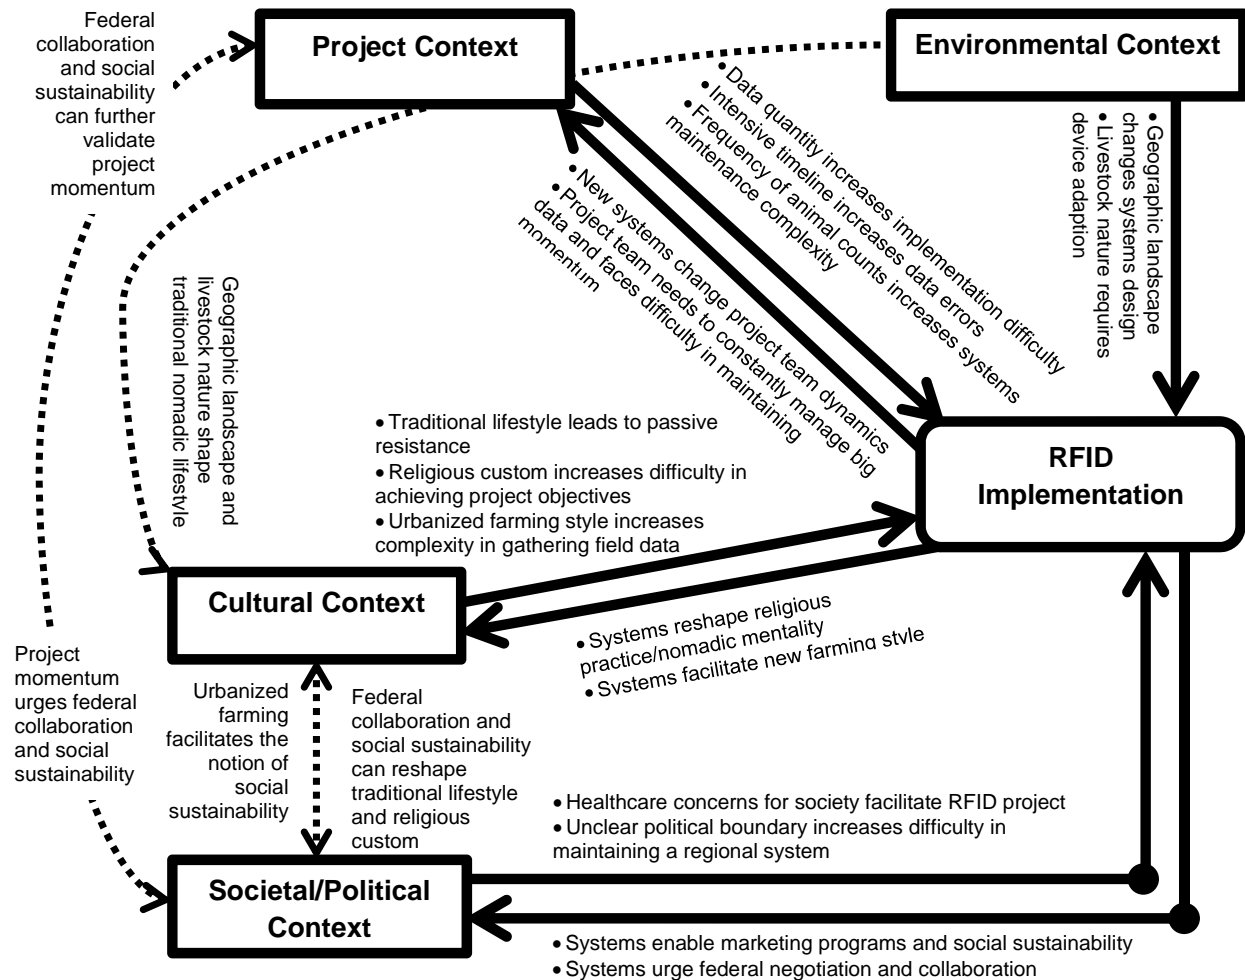 Federal
collaboration
and social
sustainability
can further
validate
project
momentum
Project Context
Environmental Context
• Data quantity increases implementation difficulty
• Intensive timeline increases data errors
• Frequency of animal counts increases systems
maintenance complexity
• New systems change project team dynamics
• Project team needs to constantly manage big
data and faces difficulty in maintaining
momentum
• Geographic landscape
changes systems design
• Livestock nature requires
device adaption
Geographic landscape and
livestock nature shape
traditional nomadic lifestyle
• Traditional lifestyle leads to passive
resistance
• Religious custom increases difficulty in
achieving project objectives
• Urbanized farming style increases
complexity in gathering field data
RFID
Implementation
Cultural Context
• Systems reshape religious
practice/nomadic mentality
• Systems facilitate new farming style
Project
momentum
urges federal
collaboration
and social
sustainability
Urbanized
farming
facilitates the
notion of
social
sustainability
Federal
collaboration and
social sustainability
can reshape
traditional lifestyle
and religious
custom
• Healthcare concerns for society facilitate RFID project
• Unclear political boundary increases difficulty in
maintaining a regional system
Societal/Political
Context
• Systems enable marketing programs and social sustainability
• Systems urge federal negotiation and collaboration